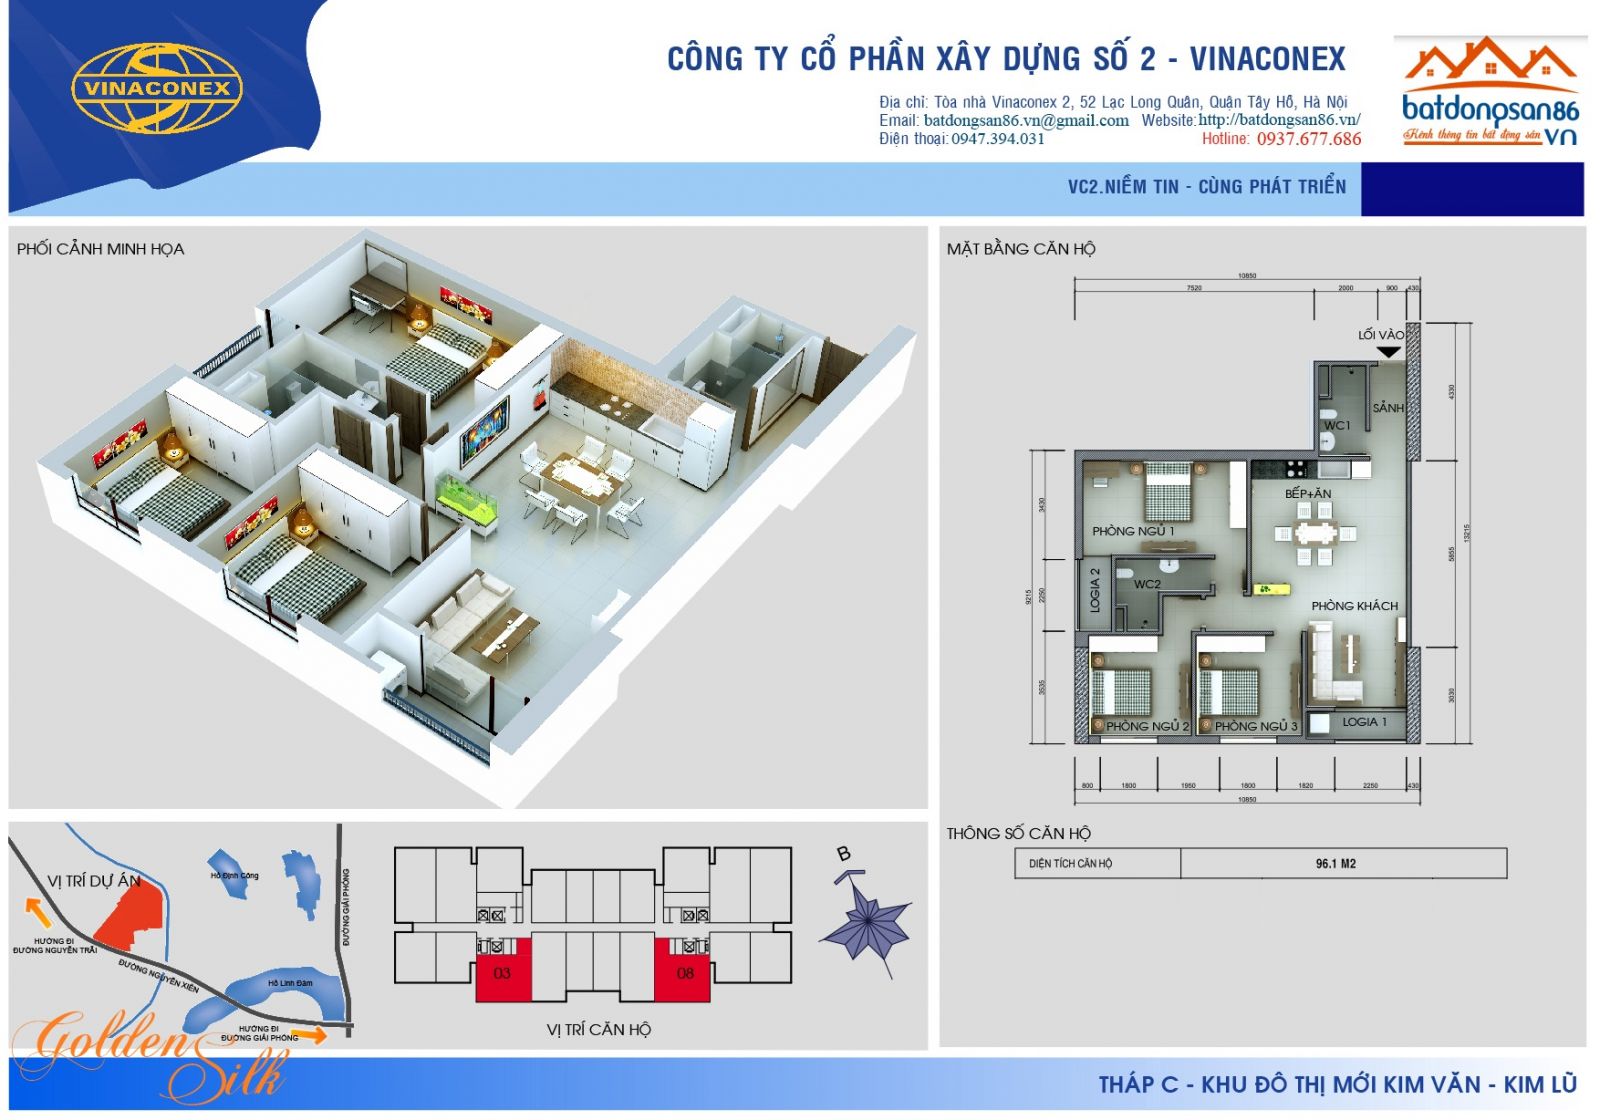 VINACONEX
CÔNG TY CỔ PHẦN XÂY DỰNG SỐ 2 - VINACONEX
Địa chỉ: Tòa nhà Vinaconex 2, 52 Lạc Long Quân, Quận Tây Hồ, Hà Nội
Email: batdongsan86.vn@gmail.com Website: http://batdongsan86.vn/
Điện thoại: 0947.394.031 Hotline: 0937.677.686
batdongsan86
Kênh thông tin bất động sản VN
VC2.NIỀM TIN - CÙNG PHÁT TRIỂN
PHỐI CẢNH MINH HỌA
MẶT BẰNG CĂN HỘ
10850
7520 2000 900 430
LỐI VÀO
SẢNH
WC1
4330
BẾP+ĂN
PHÒNG NGỦ 1
3430
5855
13215
LOGIA 2
WC2
PHÒNG KHÁCH
9215
2250
3535
3030
PHÒNG NGỦ 2
PHÒNG NGỦ 3
LOGIA 1
800 1800 1950 1800 1820 2250 430
10850
THÔNG SỐ CĂN HỘ
DIỆN TÍCH CĂN HỘ 96.1 M2
VỊ TRÍ DỰ ÁN
Hồ Định Công
ĐƯỜNG GIẢI PHÓNG
HƯỚNG ĐI
ĐƯỜNG NGUYỄN TRÃI
ĐƯỜNG NGUYỄN XIỂN
Hồ Linh Đàm
HƯỚNG ĐI
ĐƯỜNG GIẢI PHÓNG
03
08
VỊ TRÍ CĂN HỘ
B
Golden Silk
THÁP C - KHU ĐÔ THỊ MỚI KIM VĂN - KIM LŨ